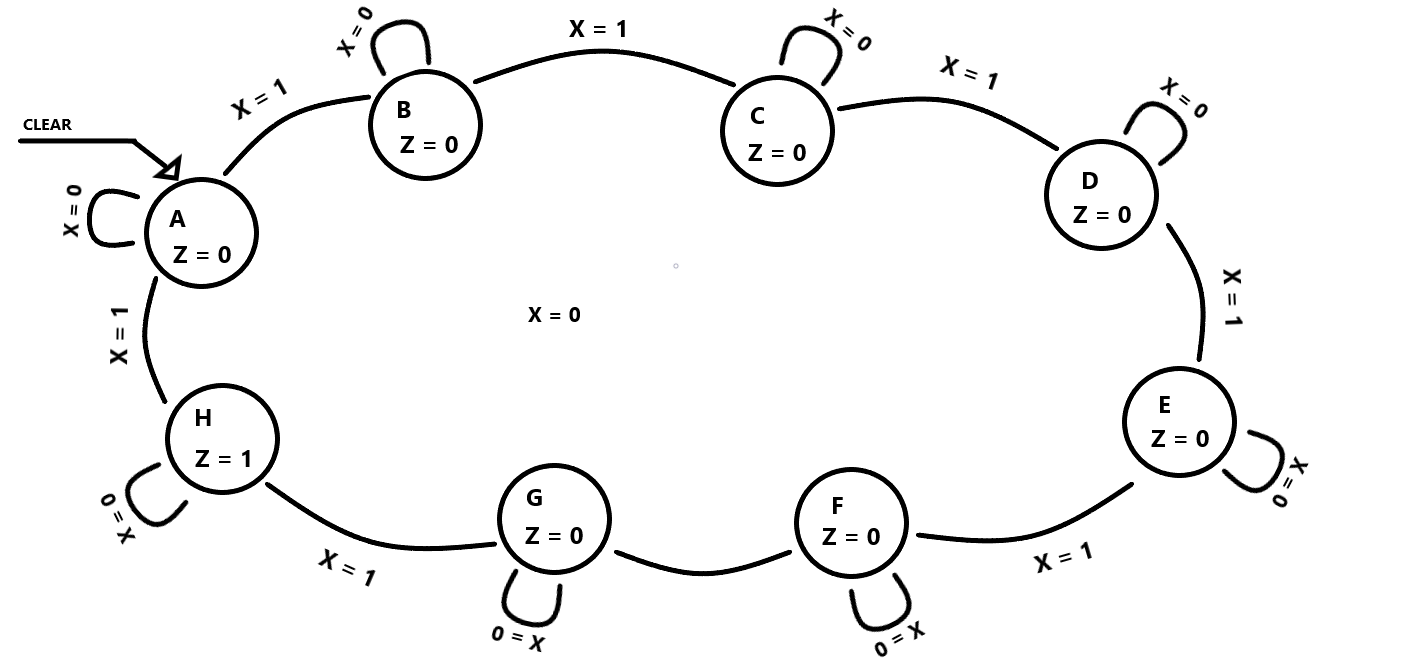 X = 0
X = 1
X = 0
X = 1
X = 0
CLEAR
X = 1
B
Z = 0
C
Z = 0
D
Z = 0
X = 0
A
Z = 0
X = 1
X = 1
X = 0
E
Z = 0
H
Z = 1
X = 0
G
Z = 0
F
Z = 0
X = 0
X = 1
X = 1
X = 0
X = 0